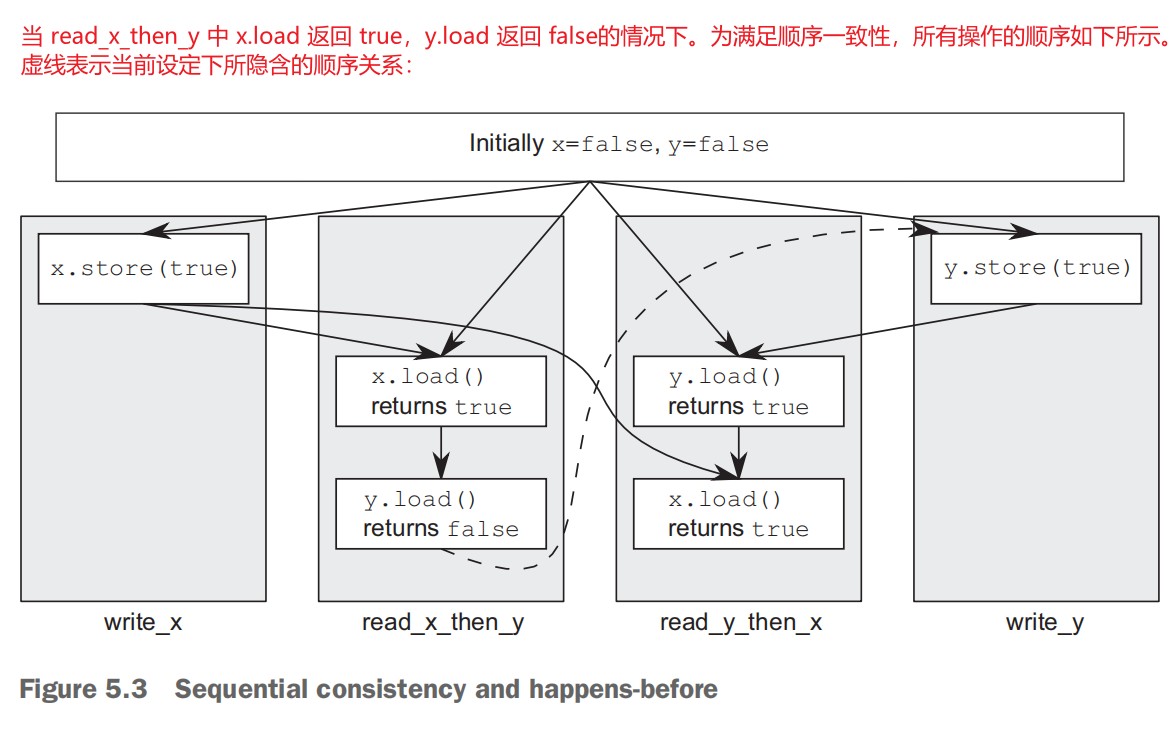 当 read_x_then_y 中 x.load 返回 true，y.load 返回 false的情况下。为满足顺序一致性，所有操作的顺序如下所示。
虚线表示当前设定下所隐含的顺序关系：
Initially x=false, y=false
x.store(true)
y.store(true)
x.load()
returns true
y.load()
returns true
y.load()
returns false
x.load()
returns true
write_x
read_x_then_y
read_y_then_x
write_y
Figure 5.3 Sequential consistency and happens-before